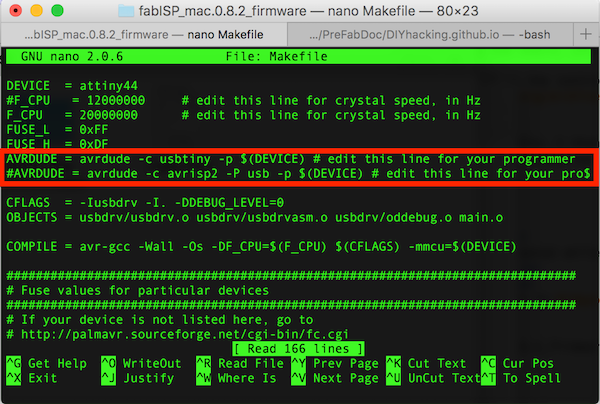 fabISP_mac.0.8.2_firmware — nano Makefile — 80×23
...bISP_mac.0.8.2_firmware — nano Makefile
.../PreFabDoc/DIYhacking.github.io — -bash
+
GNU nano 2.0.6 File: Makefile
DEVICE = attiny44
#F_CPU = 12000000 # edit this line for crystal speed, in Hz
F_CPU = 20000000 # edit this line for crystal speed, in Hz
FUSE_L = 0xFF
FUSE_H = 0xDF
AVRDUDE = avrdude -c usbtiny -p $(DEVICE) # edit this line for your programmer
#AVRDUDE = avrdude -c avrisp2 -P usb -p $(DEVICE) # edit this line for your pro$
CFLAGS = -Iusbdrv -I. -DDEBUG_LEVEL=0
OBJECTS = usbdrv/usbdrv.o usbdrv/usbdrvasm.o usbdrv/oddebug.o main.o
COMPILE = avr-gcc -Wall -Os -DF_CPU=$(F_CPU) $(CFLAGS) -mmcu=$(DEVICE)
##############################################################################
# Fuse values for particular devices
##############################################################################
# If your device is not listed here, go to
# http://palmavr.sourceforge.net/cgi-bin/fc.cgi
[ Read 166 lines ]
^G Get Help ^O WriteOut ^R Read File ^Y Prev Page ^K Cut Text ^C Cur Pos
^X Exit ^J Justify ^W Where Is ^V Next Page ^U UnCut Text ^T To Spell